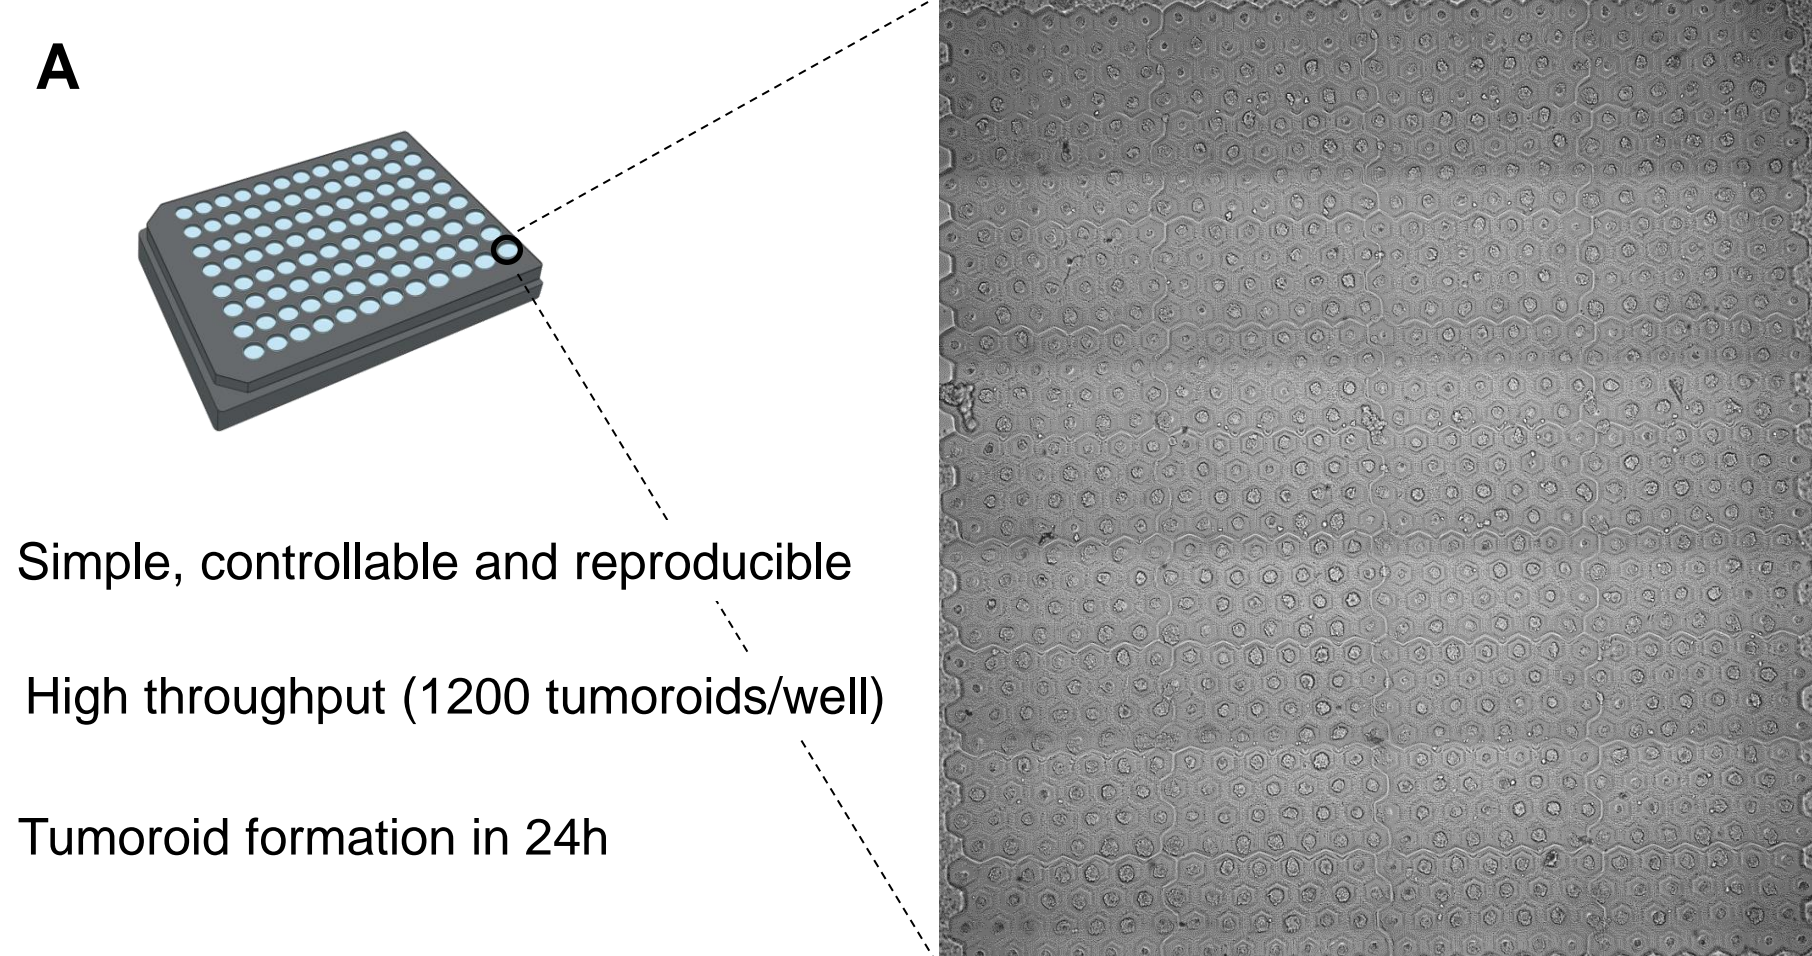 A
Simple, controllable and reproducible
High throughput (1200 tumoroids/well)
Tumoroid formation in 24h